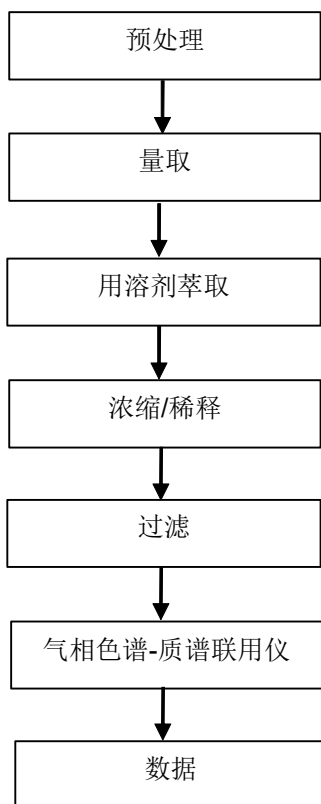 预处理
量取
用溶剂萃取
浓缩/稀释
过滤
气相色谱-质谱联用仪
数据